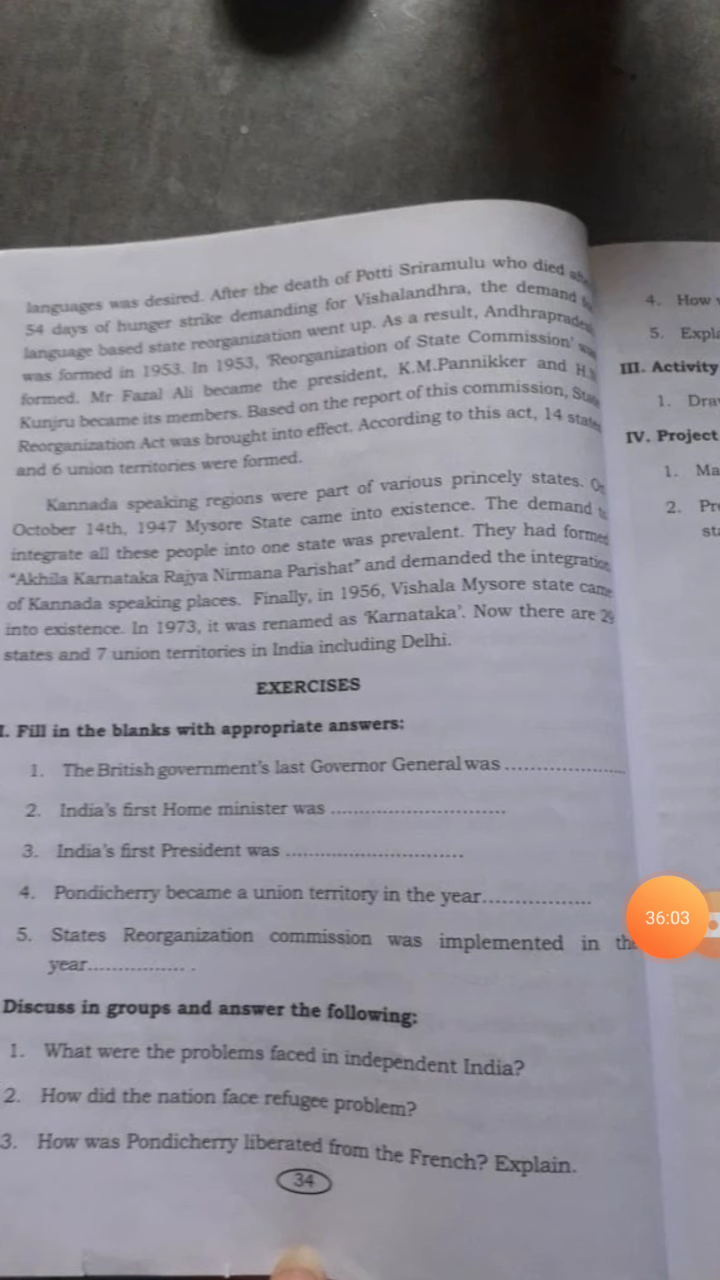 languages was desired. After the death of Potti Sriramulu who died
54 days of hunger strike demanding for Vishalandhra, the demand
language based state reorganization went up. As a result, Andhraprades
was formed in 1953. In 1953, 'Reorganization of State Commission' was
formed. Mr Fazal Ali became the president, K.M.Pannikker and H.N
Kunjru became its members. Based on the report of this commission, State
Reorganization Act was brought into effect. According to this act, 14 states
and 6 union territories were formed.
Kannada speaking regions were part of various princely states. On
October 14th, 1947 Mysore State came into existence. The demand to
integrate all these people into one state was prevalent. They had formed
"Akhila Karnataka Rajya Nirmana Parishat" and demanded the integration
of Kannada speaking places. Finally, in 1956, Vishala Mysore state came
into existence. In 1973, it was renamed as 'Karnataka'. Now there are 29
states and 7 union territories in India including Delhi.
EXERCISES
I. Fill in the blanks with appropriate answers:
1. The British government's last Governor General was ......................
2. India's first Home minister was ...............................
3. India's first President was ...............................
4. Pondicherry became a union territory in the year..................
5. States Reorganization commission was implemented in the
year................ .
Discuss in groups and answer the following:
1. What were the problems faced in independent India?
2. How did the nation face refugee problem?
3. How was Pondicherry liberated from the French? Explain.
34
4. How
5. Expla
III. Activity
1. Dra
IV. Project
1. Ma
2. Pr
st
36:03